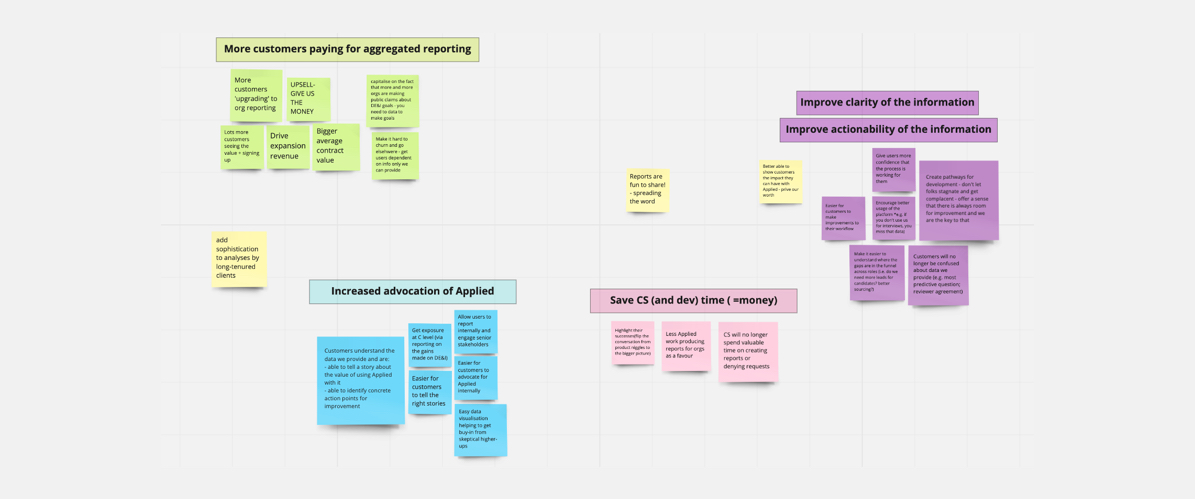 More customers paying for aggregated reporting
More
customers
'upgrading' to
org reporting
UPSELL-
GIVE US
THE
MONEY
capitalise on the fact
that more and more
orgs are making
public claims about
DE&I goals - you
need to data to
make goals
Lots more
customers
seeing the
value + signing
up
Drive
expansion
revenue
Bigger
average
contract
value
Make it hard to
churn and go
elsehwere - get
users dependent
on info only we
can provide
add
sophistication
to analyses by
long-tenured
clients
Increased advocation of Applied
Customers understand the
data we provide and are:
- able to tell a story about
the value of using Applied
with it
- able to identify concrete
action points for
improvement
Get exposure
at C level (via
reporting on
the gains
made on DE&I)
Easier for
customers
to tell the
right stories
Allow users to
report
internally and
engage senior
stakeholders
Easier for
customers to
advocate for
Applied
internally
Easy data
visualisation
helping to get
buy-in from
skeptical higher-
ups
Reports are
fun to share!
- spreading
the word
Save CS (and dev) time ( =money)
Highlight their
success(flip the
conversation from
product niggles to
the bigger picture)
Less Applied
work producing
reports for orgs
as a favour
CS will no longer
spend valuable
time on creating
reports or
denying requests
Improve clarity of the information
Improve actionability of the information
Better able to
show customers
the impact they
can have with
Applied - prive our
worth
Give users more
confidence that
the process is
working for
them
Create pathways for
development - don't let
folks stagnate and get
complacent - offer a sense
that there is always room
for improvement and we
are the key to that
Easier for
customers to
make
improvements to
their workflow
Encourage better
usage of the
platform *e.g. if
you don't use us
for interviews, you
miss that data)
Make it easier to
understand where the
gaps are in the funnel
across roles (i.e. do we
need more leads for
candidates? better
sourcing?)
Customers will no
longer be confused
about data we
provide (e.g. most
predictive question;
reviewer agreement)